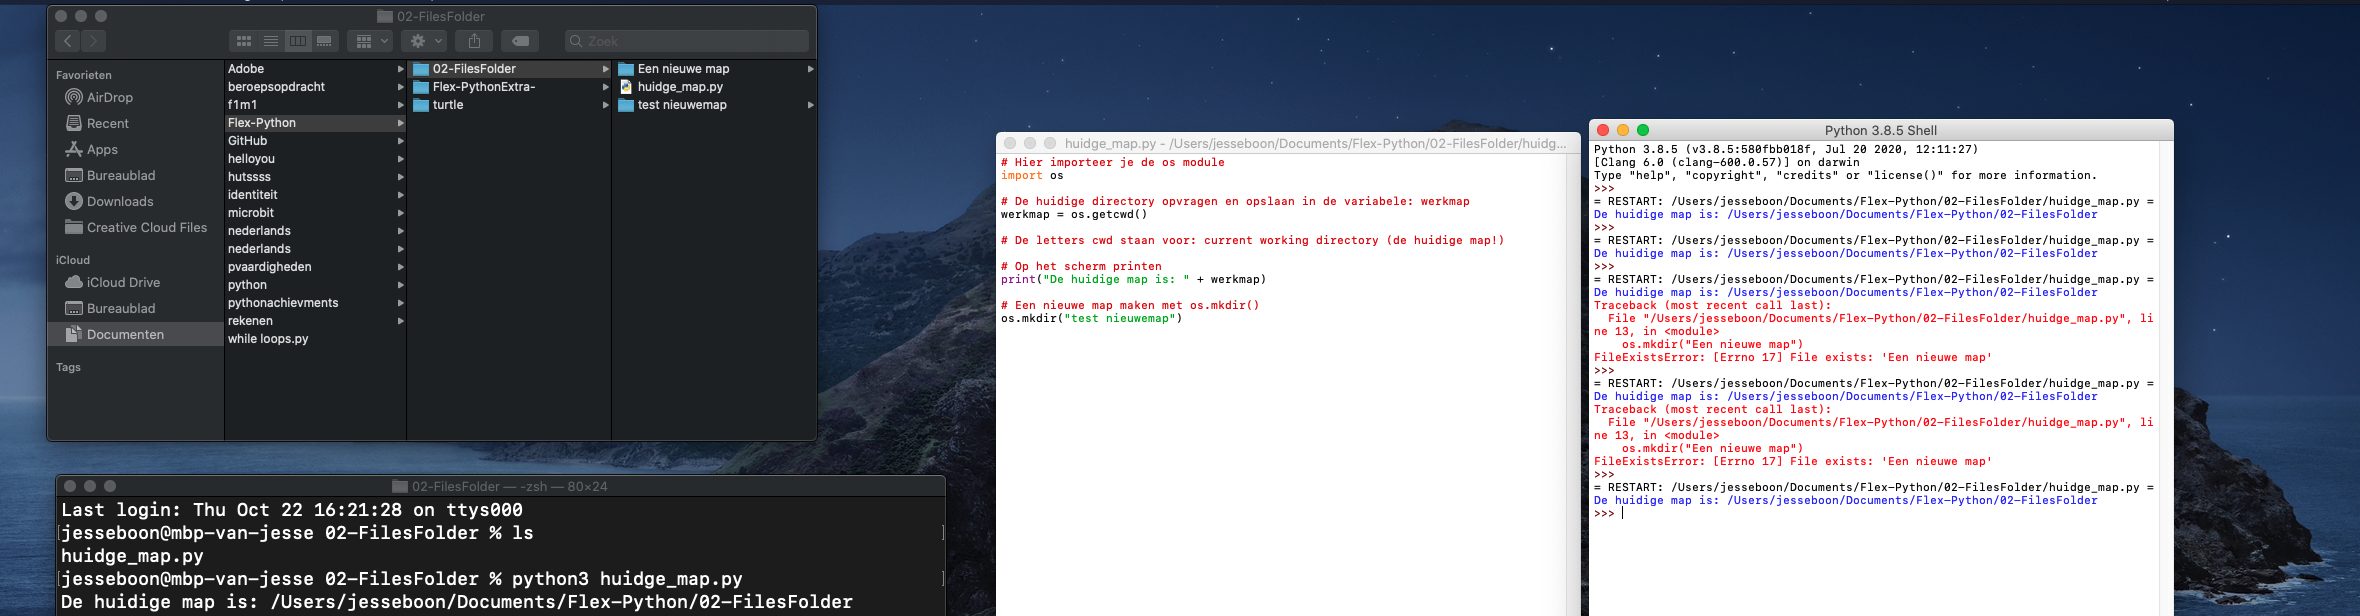 02-FilesFolder
Zoek
Favorieten
AirDrop
Recent
Apps
Bureaublad
Downloads
Creative Cloud Files
iCloud
iCloud Drive
Bureaublad
Documenten
Tags
Adobe
beroepsopdracht
f1m1
Flex-Python
GitHub
helloyou
hutssss
identiteit
microbit
nederlands
nederlands
pvaardigheden
python
pythonachievments
rekenen
while loops.py
02-FilesFolder
Flex-PythonExtra-
turtle
Een nieuwe map
huidge_map.py
test nieuwemap
02-FilesFolder — -zsh — 80×24
Last login: Thu Oct 22 16:21:28 on ttys000
[jesseboon@mbp-van-jesse 02-FilesFolder % ls ]
huidge_map.py
[jesseboon@mbp-van-jesse 02-FilesFolder % python3 huidge_map.py ]
De huidige map is: /Users/jesseboon/Documents/Flex-Python/02-FilesFolder
huidge_map.py - /Users/jesseboon/Documents/Flex-Python/02-FilesFolder/huidg...
# Hier importeer je de os module
import os
# De huidige directory opvragen en opslaan in de variabele: werkmap
werkmap = os.getcwd()
# De letters cwd staan voor: current working directory (de huidige map!)
# Op het scherm printen
print("De huidige map is: " + werkmap)
# Een nieuwe map maken met os.mkdir()
os.mkdir("test nieuwemap")
Python 3.8.5 Shell
Python 3.8.5 (v3.8.5:580fbb018f, Jul 20 2020, 12:11:27)
[Clang 6.0 (clang-600.0.57)] on darwin
Type "help", "copyright", "credits" or "license()" for more information.
>>>
= RESTART: /Users/jesseboon/Documents/Flex-Python/02-FilesFolder/huidge_map.py =
De huidige map is: /Users/jesseboon/Documents/Flex-Python/02-FilesFolder
>>>
= RESTART: /Users/jesseboon/Documents/Flex-Python/02-FilesFolder/huidge_map.py =
De huidige map is: /Users/jesseboon/Documents/Flex-Python/02-FilesFolder
>>>
= RESTART: /Users/jesseboon/Documents/Flex-Python/02-FilesFolder/huidge_map.py =
De huidige map is: /Users/jesseboon/Documents/Flex-Python/02-FilesFolder
Traceback (most recent call last):
File "/Users/jesseboon/Documents/Flex-Python/02-FilesFolder/huidge_map.py", li
ne 13, in <module>
os.mkdir("Een nieuwe map")
FileExistsError: [Errno 17] File exists: 'Een nieuwe map'
>>>
= RESTART: /Users/jesseboon/Documents/Flex-Python/02-FilesFolder/huidge_map.py =
De huidige map is: /Users/jesseboon/Documents/Flex-Python/02-FilesFolder
Traceback (most recent call last):
File "/Users/jesseboon/Documents/Flex-Python/02-FilesFolder/huidge_map.py", li
ne 13, in <module>
os.mkdir("Een nieuwe map")
FileExistsError: [Errno 17] File exists: 'Een nieuwe map'
>>>
= RESTART: /Users/jesseboon/Documents/Flex-Python/02-FilesFolder/huidge_map.py =
De huidige map is: /Users/jesseboon/Documents/Flex-Python/02-FilesFolder
>>>